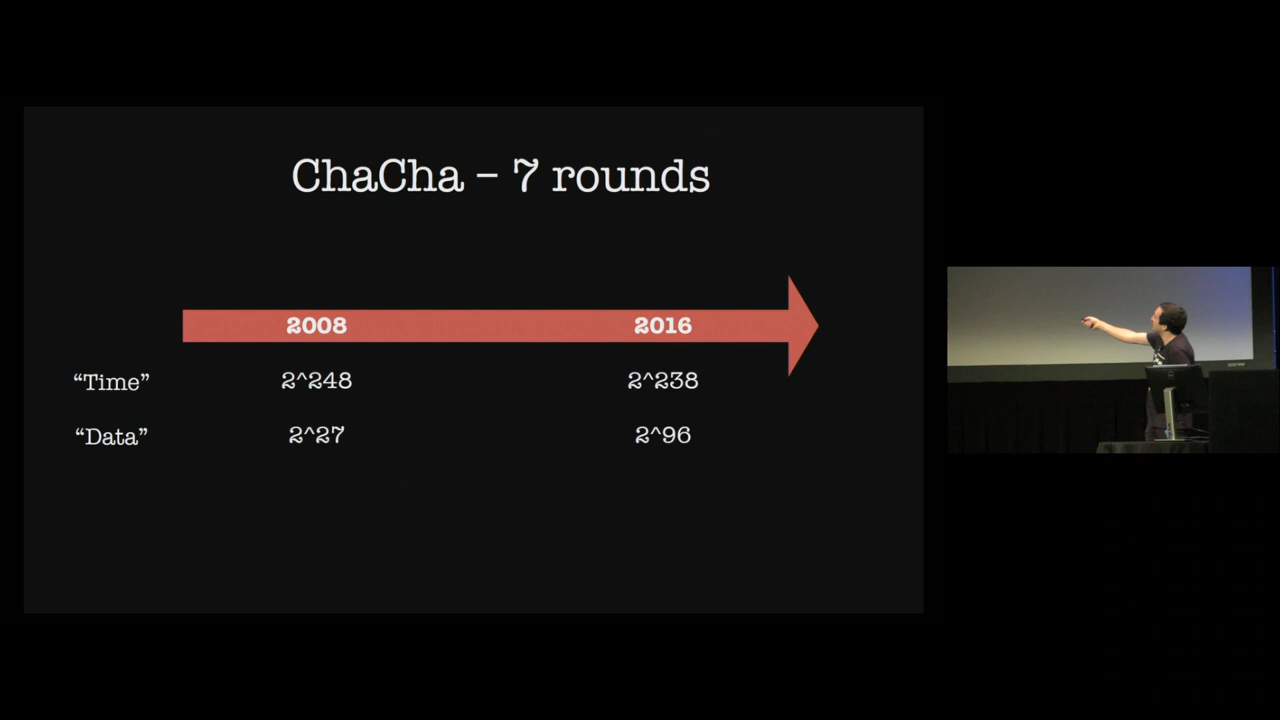 ChaCha – 7 rounds
2008 2016
“Time” 2^248 2^238
“Data” 2^27 2^96